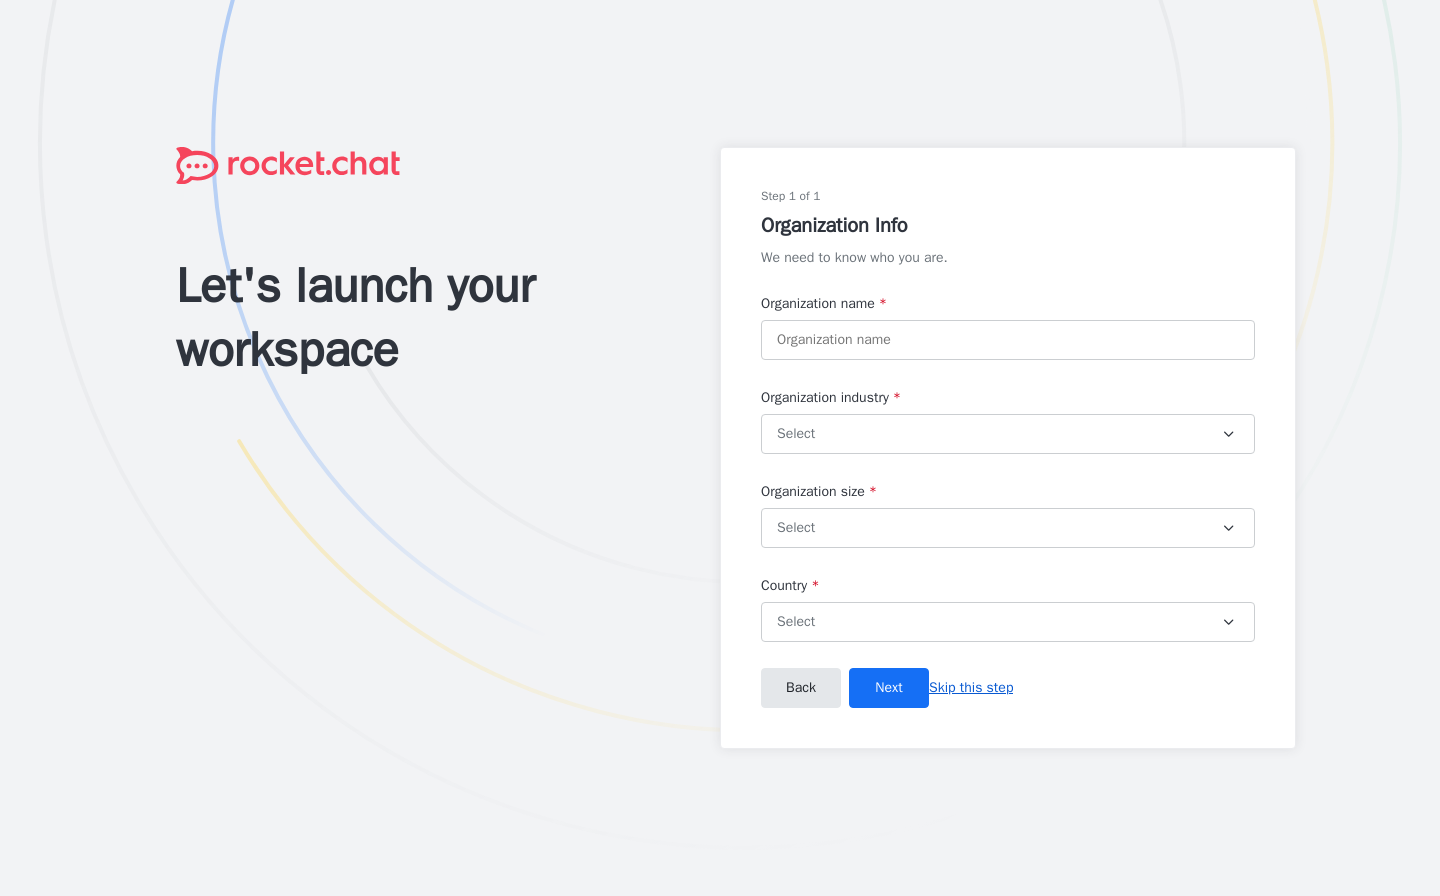 rocket.chat
Let's launch your
workspace
Step 1 of 1
Organization Info
We need to know who you are.
Organization name *
Organization name
Organization industry *
Select
Organization size *
Select
Country *
Select
Back Next Skip this step